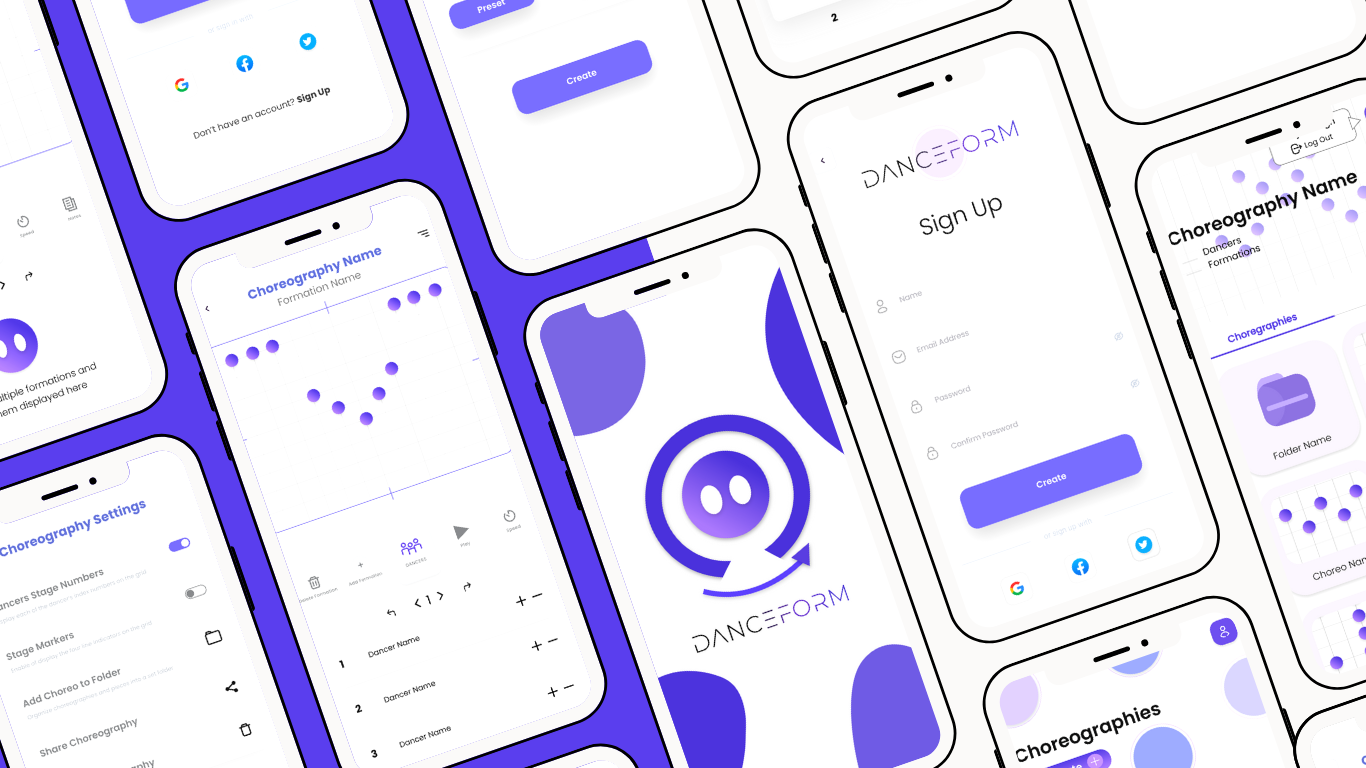 Speed
Notes
ltiple formations and
em displayed here
Choreography Settings
ancers Stage Numbers
Stage Markers
Add Choreo to Folder
Share Choreography
or sign in with
Don't have an account? Sign Up
Choreography Name
Formation Name
elete Formation
Add Formation
DANCERS
Play
Speed
< 1 >
1 Dancer Name + −
2 Dancer Name + −
3 Dancer Name + −
Preset
Create
DANCEFORM
2
DANCEFORM
Sign Up
Name
Email Address
Password
Confirm Password
Create
or sign up with
Choreographies
Log Out
Choreography Name
Dancers
Formations
Choregraphies
Folder Name
Choreo Nam